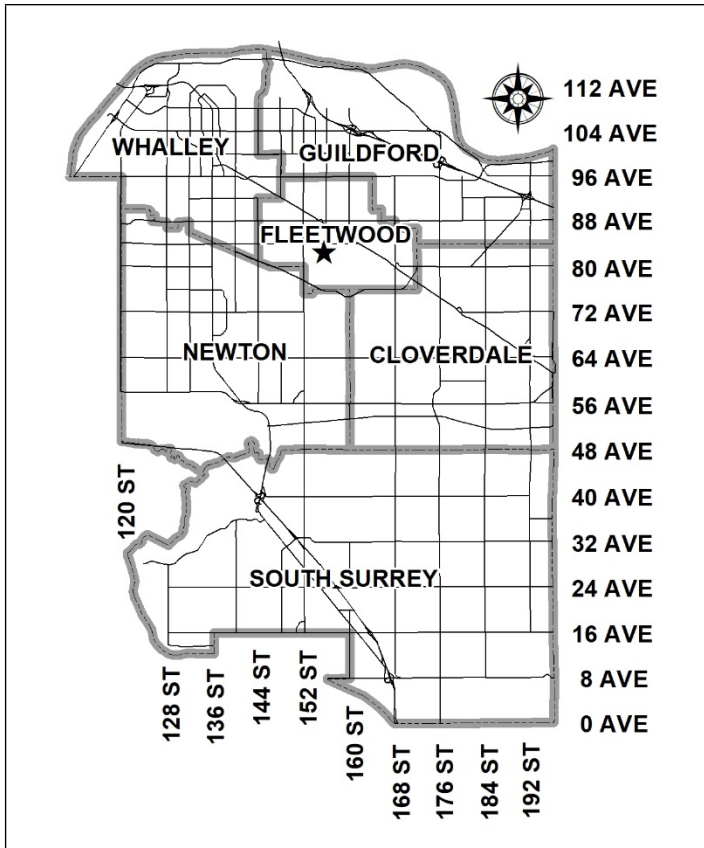 112 AVE
104 AVE
WHALLEY
GUILDFORD
96 AVE
88 AVE
FLEETWOOD
80 AVE
72 AVE
NEWTON
CLOVERDALE
64 AVE
56 AVE
48 AVE
120 ST
40 AVE
32 AVE
SOUTH SURREY
24 AVE
16 AVE
128 ST
136 ST
144 ST
152 ST
160 ST
8 AVE
0 AVE
168 ST
176 ST
184 ST
192 ST